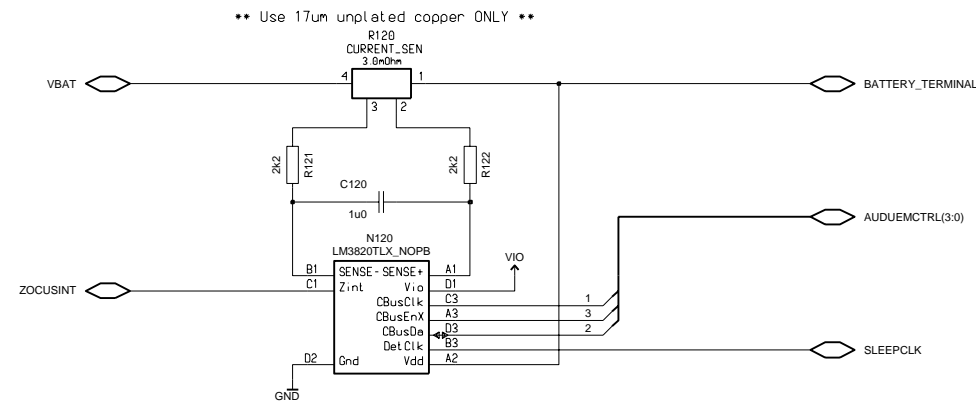 ** Use 17um unplated copper ONLY **
R120
CURRENT_SEN
3.0mOhm
VBAT
4
1
BATTERY_TERMINAL
3
2
2k2
R121
2k2
R122
C120
1u0
AUDUEMCTRL(3:0)
N120
LM3820TLX_NOPB
VIO
B1
SENSE-
SENSE+
A1
ZOCUSINT
C1
Zint
Vio
D1
CBusClk
C3
1
CBusEnX
A3
3
CBusDa
D3
2
DetClk
B3
SLEEPCLK
D2
Gnd
Vdd
A2
GND